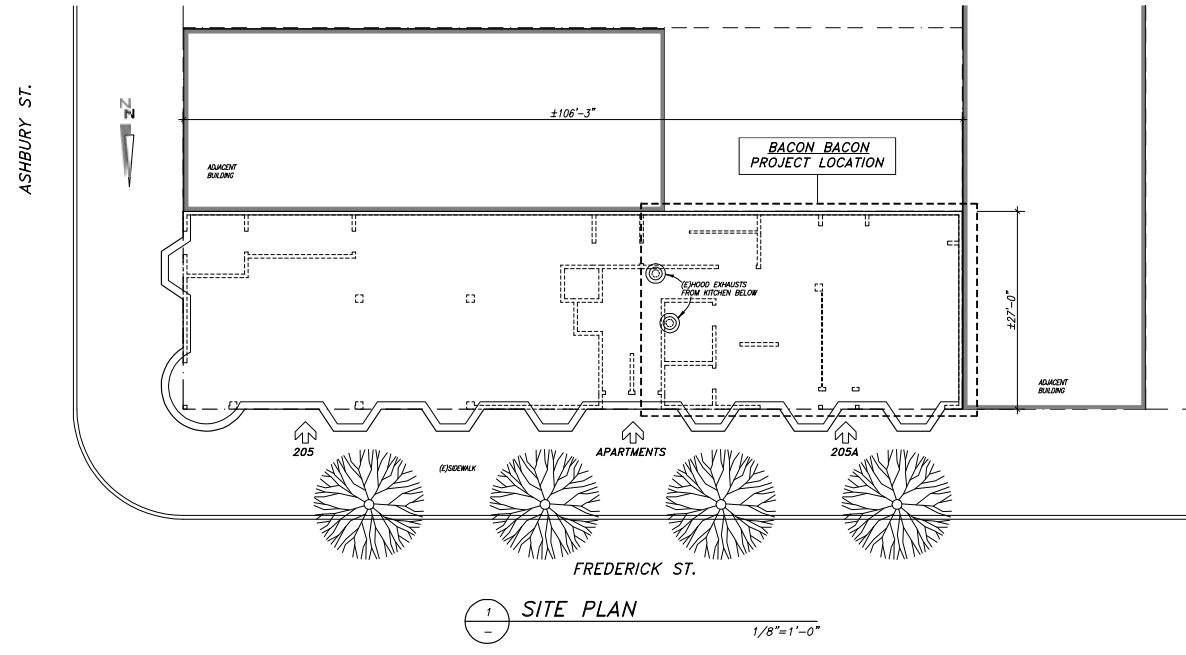 ASHBURY ST.
N
±106'-3"
BACON BACON
PROJECT LOCATION
ADJACENT
BUILDING
(E)HOOD EXHAUSTS
FROM KITCHEN BELOW
±27'-0"
ADJACENT
BUILDING
205
APARTMENTS
205A
(E)SIDEWALK
FREDERICK ST.
1
–
SITE PLAN
1/8"=1'-0"